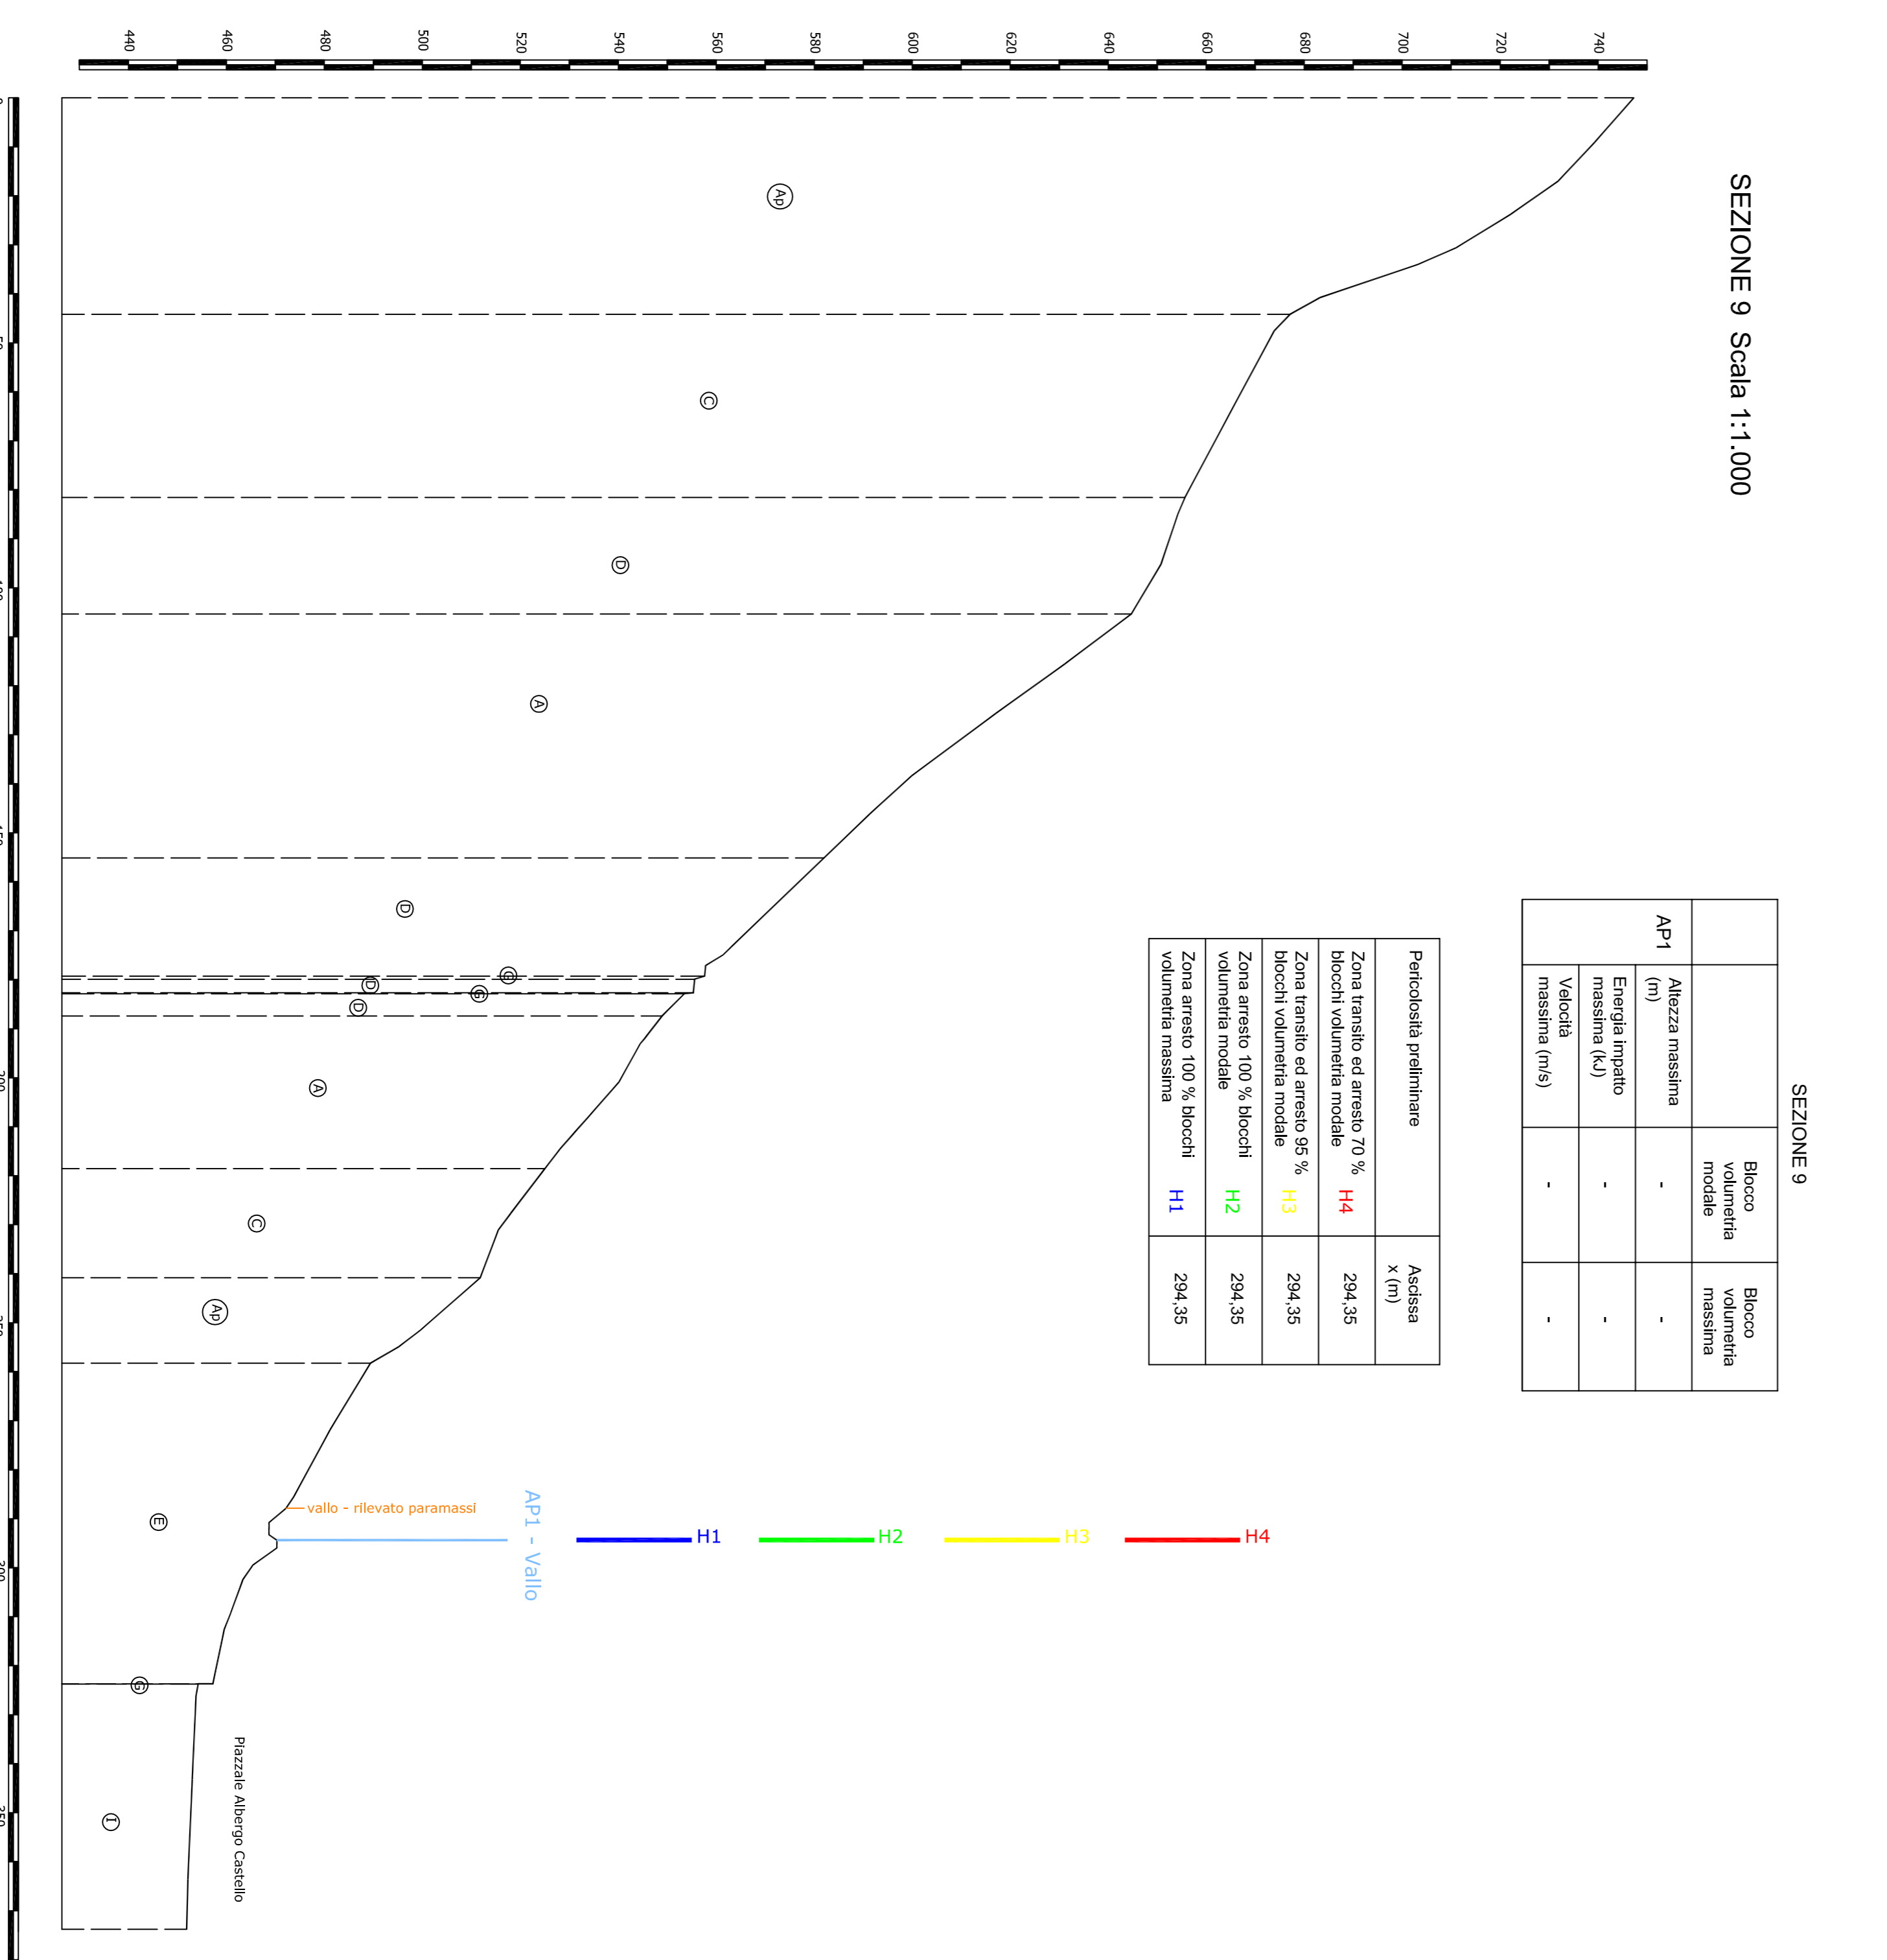 SEZIONE 9 Scala 1:1.000
SEZIONE 9
Blocco
volumetria
modale
Blocco
volumetria
massima
AP1
Altezza massima
(m)
-
-
Energia impatto
massima (kJ)
-
-
Velocità
massima (m/s)
-
-
Pericolosità preliminare
Ascissa
x (m)
Zona transito ed arresto 70 %
blocchi volumetria modale
H4
294,35
Zona transito ed arresto 95 %
blocchi volumetria modale
H3
294,35
Zona arresto 100 % blocchi
volumetria modale
H2
294,35
Zona arresto 100 % blocchi
volumetria massima
H1
294,35
740
720
700
680
660
640
620
600
580
560
540
520
500
480
460
440
Ap
C
D
A
D
G
D
G
D
A
C
Ap
E
G
I
vallo - rilevato paramassi
AP1 - Vallo
H1
H2
H3
H4
Piazzale Albergo Castello